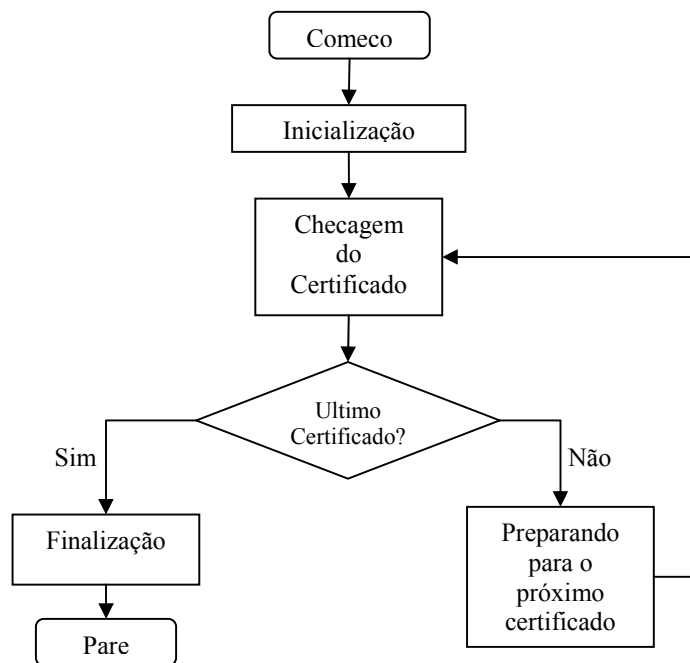 Comeco
Inicialização
Checagem
do
Certificado
Ultimo
Certificado?
Sim
Não
Finalização
Preparando
para o
próximo
certificado
Pare